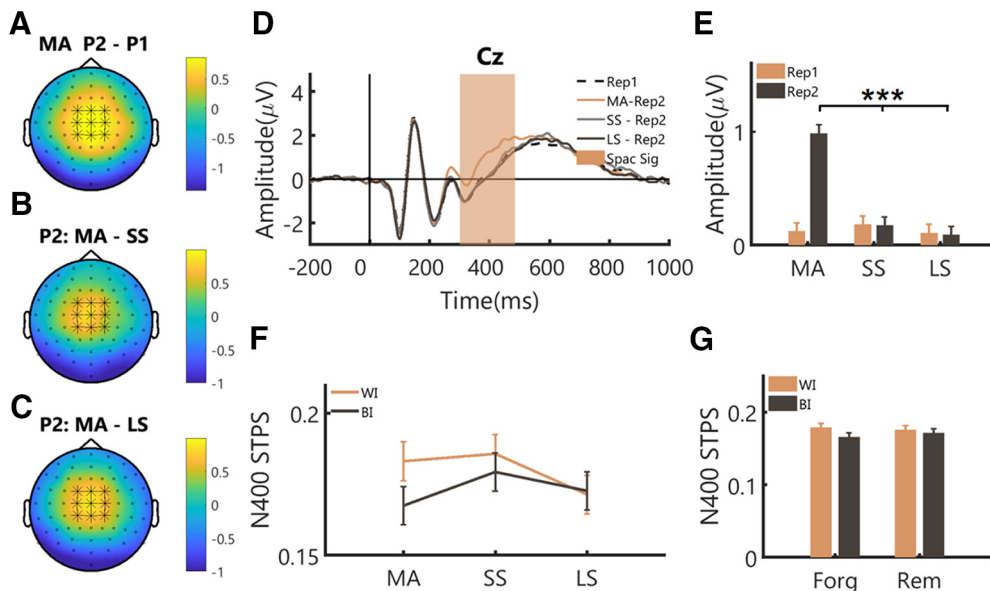 A
MA P2 - P1
0.5
0
-0.5
-1
B
P2: MA - SS
0.5
0
-0.5
-1
C
P2: MA - LS
0.5
0
-0.5
-1
D
Cz
Amplitude(μV)
4
2
0
-2
-200 0 200 400 600 800 1000
Time(ms)
Rep1
MA-Rep2
SS - Rep2
LS - Rep2
Spac Sig
E
Rep1
Rep2
***
Amplitude(μV)
1
0
MA SS LS
F
WI
BI
N400 STPS
0.2
0.15
MA SS LS
G
WI
BI
N400 STPS
0.2
0.1
0
Forg Rem